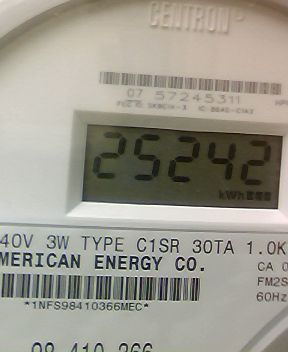 CENTRON
07 57245311
25242
kWh
40V 3W TYPE C1SR 30TA 1.0K
MERICAN ENERGY CO.
CA 0
FM2S
60Hz
*1NFS98410366MEC*
98 410 366